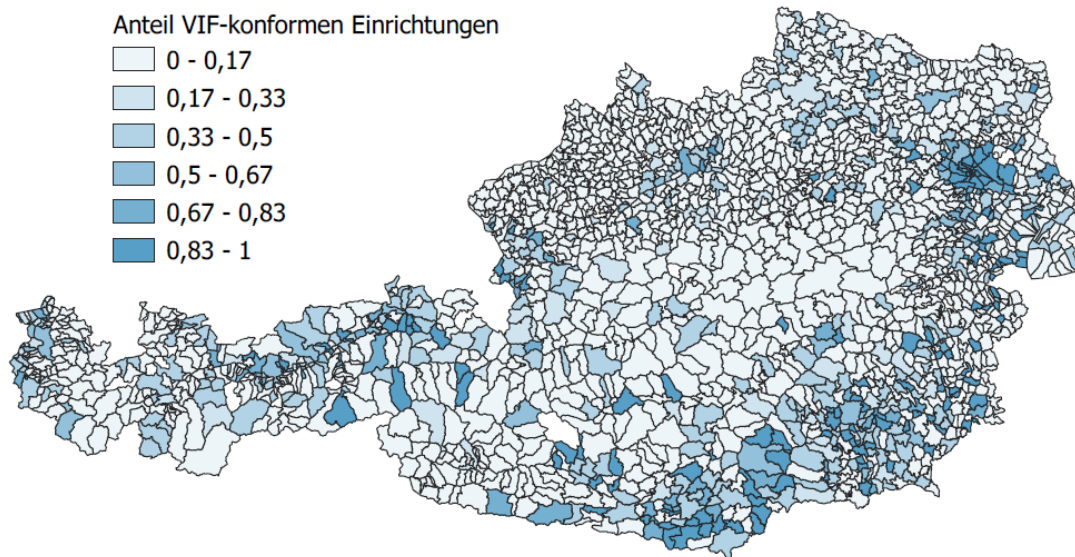 Anteil VIF-konformen Einrichtungen
0 - 0,17
0,17 - 0,33
0,33 - 0,5
0,5 - 0,67
0,67 - 0,83
0,83 - 1